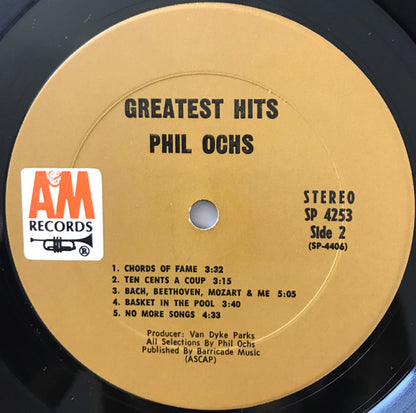 GREATEST HITS
PHIL OCHS
A&M
RECORDS
®
STEREO
SP 4253
Side 2
(SP-4406)
1. CHORDS OF FAME 3:32
2. TEN CENTS A COUP 3:15
3. BACH, BEETHOVEN, MOZART & ME 5:05
4. BASKET IN THE POOL 3:40
5. NO MORE SONGS 4:33
Producer: Van Dyke Parks
All Selections By Phil Ochs
Published By Barricade Music
(ASCAP)